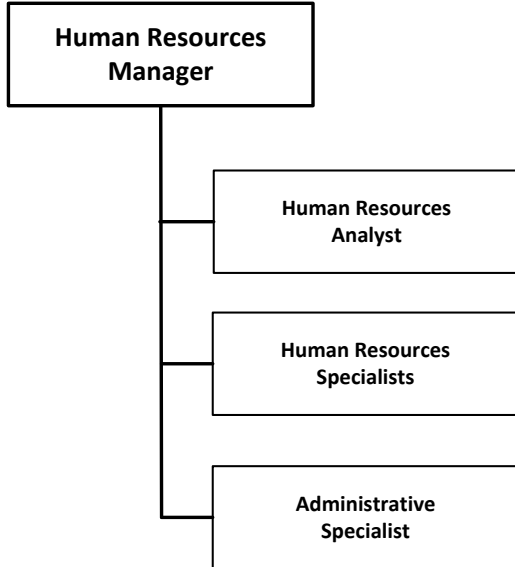 Human Resources
Manager
Human Resources
Analyst
Human Resources
Specialists
Administrative
Specialist